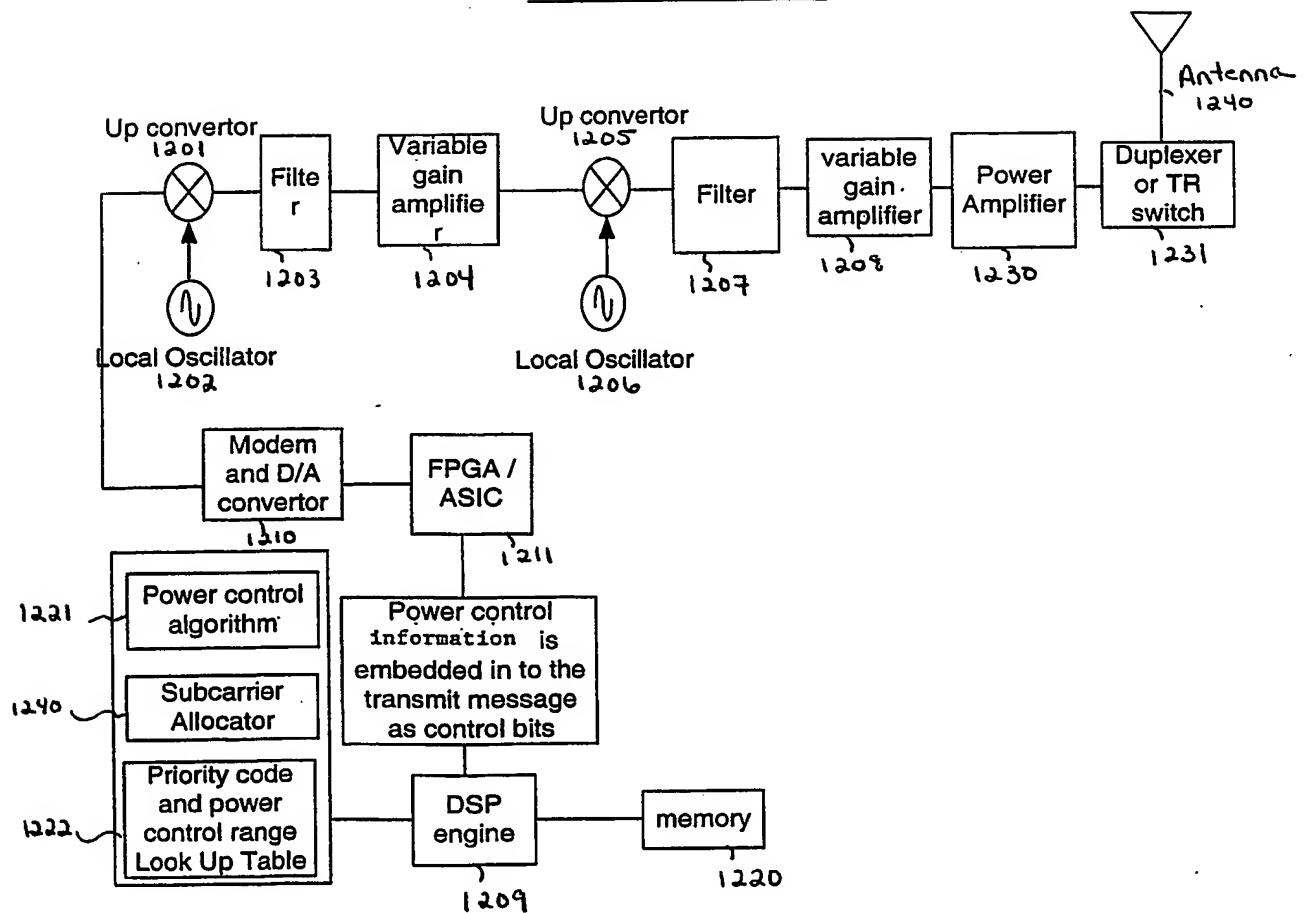 Antenna
1240
Up convertor
1201
Filte
r
1203
Variable
gain
amplifie
r
1204
Up convertor
1205
Filter
1207
variable
gain
amplifier
1208
Power
Amplifier
1230
Duplexer
or TR
switch
1231
Local Oscillator
1202
Local Oscillator
1206
Modem
and D/A
convertor
1210
FPGA /
ASIC
1211
1221
Power control
algorithm
1240
Subcarrier
Allocator
1222
Priority code
and power
control range
Look Up Table
Power control
information is
embedded in to the
transmit message
as control bits
DSP
engine
1209
memory
1220